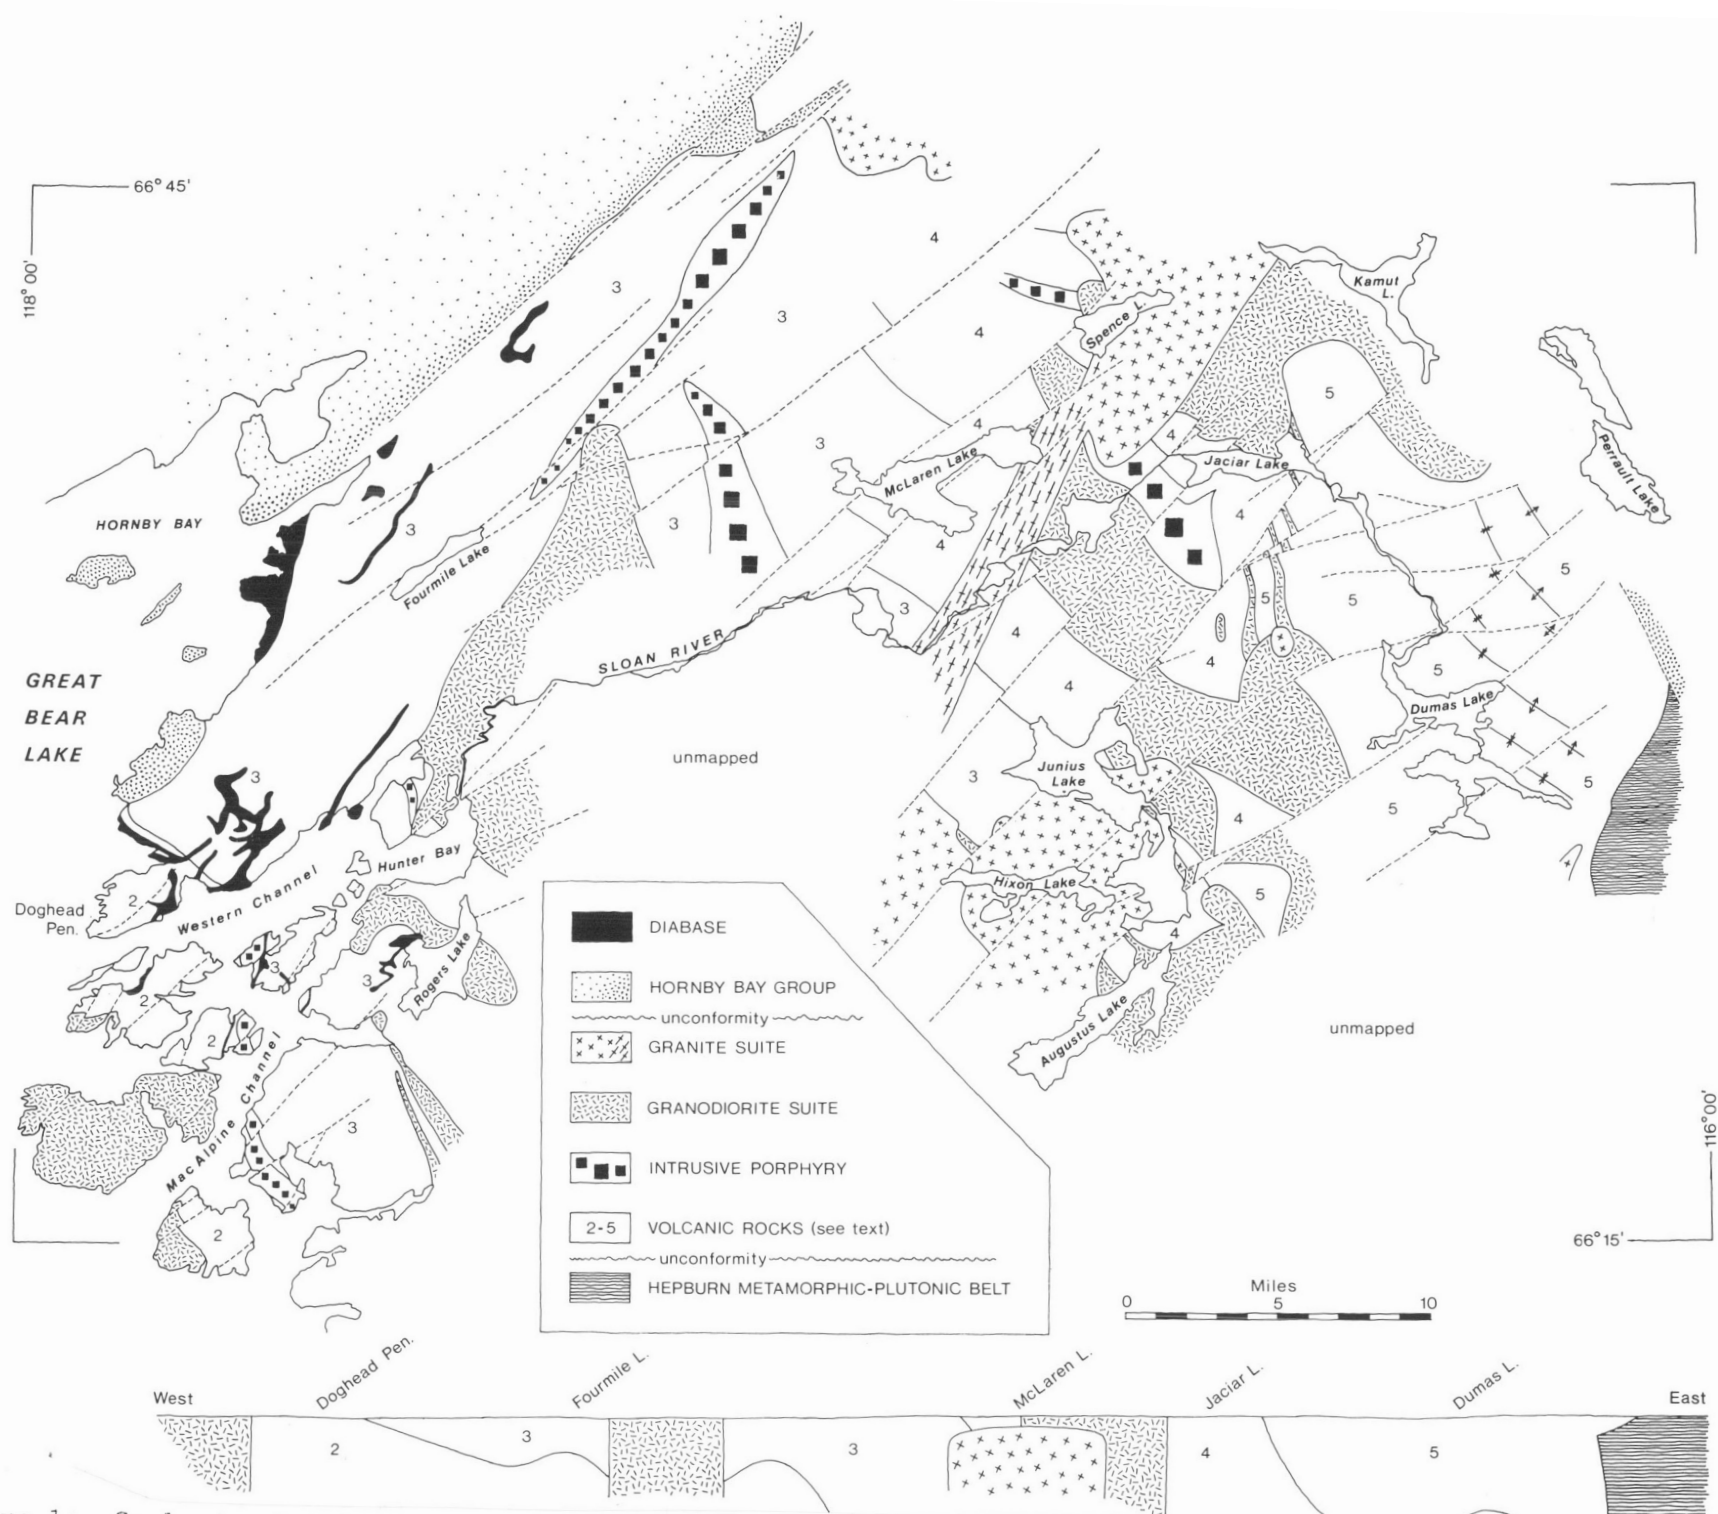 66° 45'
118° 00'
4
3
3
4
Kamut
L.
Spence L.
5
4
4
3
McLaren Lake
Jaciar Lake
Perrault Lake
HORNBY BAY
3
3
4
4
Fourmile Lake
5
5
5
3
4
SLOAN RIVER
4
5
GREAT
BEAR
LAKE
4
Dumas Lake
unmapped
3
3
Junius
Lake
5
4
5
Hunter Bay
Western Channel
Hixon Lake
5
Doghead
Pen.
2
4
3
3
Rogers Lake
2
2
Augustus Lake
unmapped
MacAlpine Channel
3
2
116° 00'
66° 15'
DIABASE
HORNBY BAY GROUP
unconformity
GRANITE SUITE
GRANODIORITE SUITE
INTRUSIVE PORPHYRY
2-5 VOLCANIC ROCKS (see text)
unconformity
HEPBURN METAMORPHIC-PLUTONIC BELT
Miles
0 5 10
West
Doghead Pen.
Fourmile L.
McLaren L.
Jaciar L.
Dumas L.
East
2 3 3 4 5